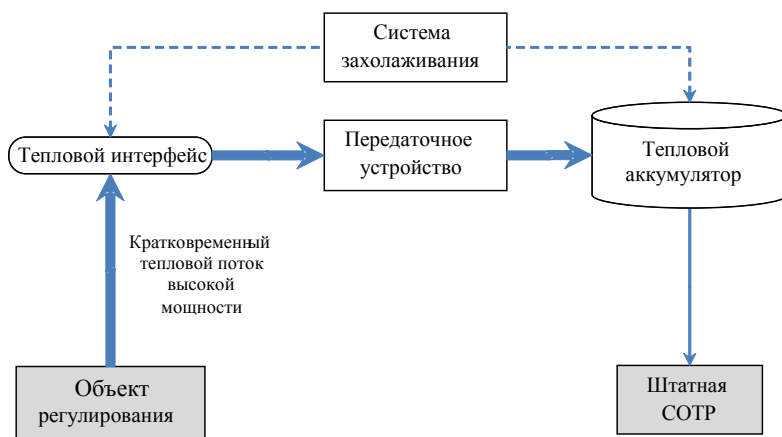 Система
захолаживания
Тепловой интерфейс
Передаточное
устройство
Тепловой
аккумулятор
Кратковременный
тепловой поток
высокой
мощности
Объект
регулирования
Штатная
СОТР